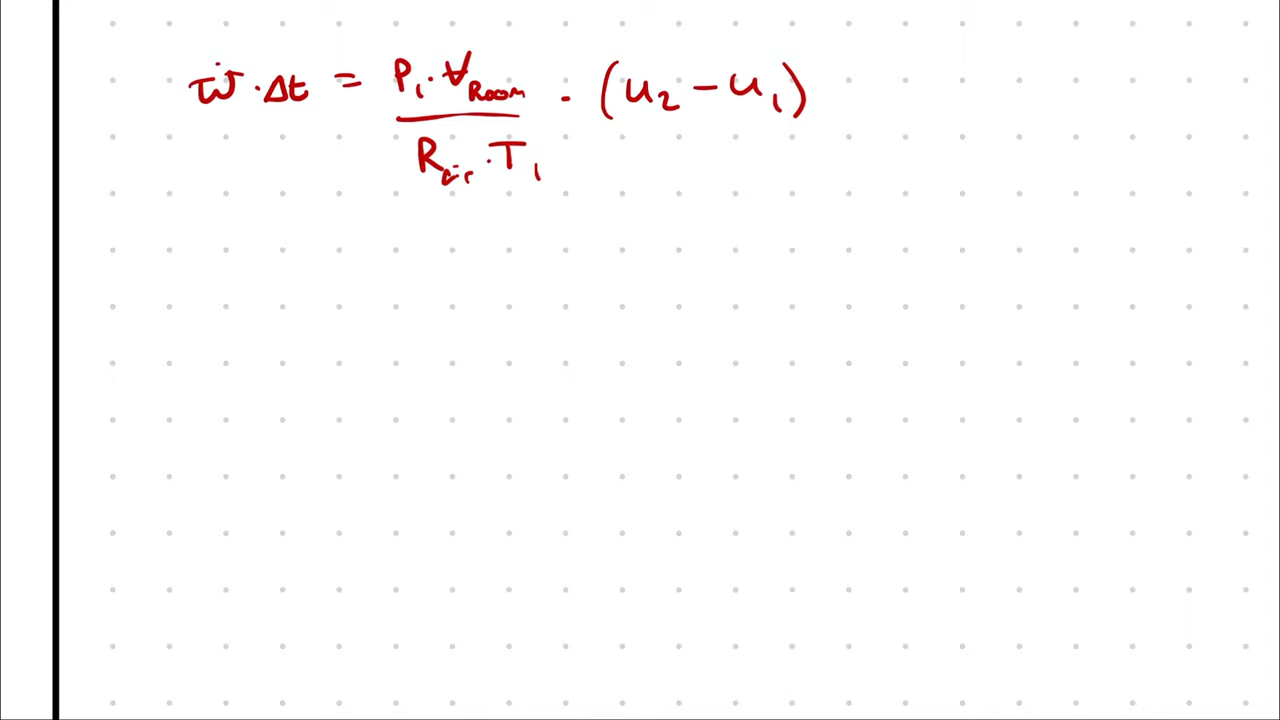 Ẇ · Δt = P₁ · V̶Room / Rair · T₁ · (u₂ − u₁)